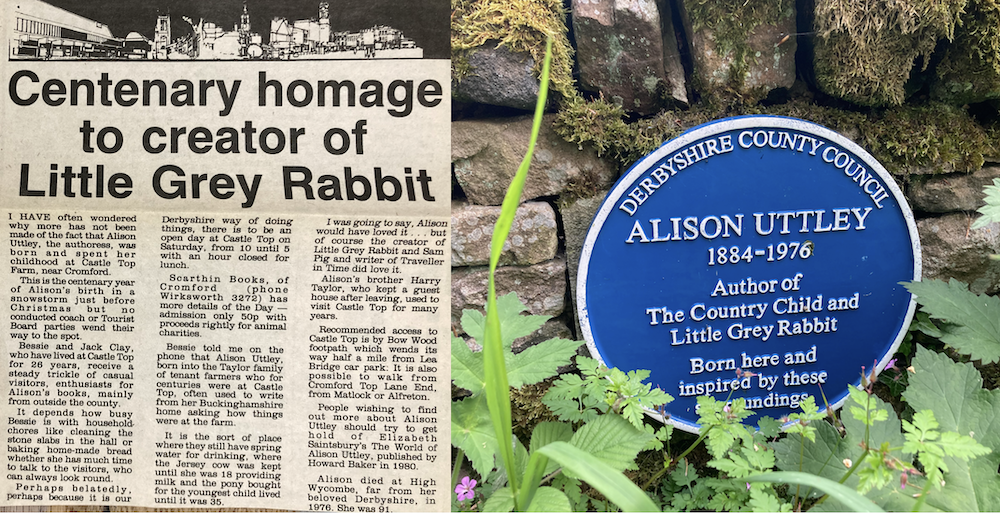 Centenary homage
to creator of
Little Grey Rabbit
I HAVE often wondered
why more has not been
made of the fact that Alison
Uttley, the authoress, was
born and spent her
childhood at Castle Top
Farm, near Cromford.
This is the centenary year
of Alison's birth in a
snowstorm just before
Christmas but no
conducted coach or Tourist
Board parties wend their
way to the spot.
Bessie and Jack Clay,
who have lived at Castle Top
for 26 years, receive a
steady trickle of casual
visitors, enthusiasts for
Alison's books, mainly
from outside the county.
It depends how busy
Bessie is with household
chores like cleaning the
stone slabs in the hall or
baking home-made bread
whether she has much time
to talk to the visitors, who
can always look round.
Perhaps belatedly,
perhaps because it is our
Derbyshire way of doing
things, there is to be an
open day at Castle Top on
Saturday, from 10 until 5
with an hour closed for
lunch.
Scarthin Books, of
Cromford (phone
Wirksworth 3272) has
more details of the Day —
admission only 50p with
proceeds rightly for animal
charities.
Bessie told me on the
phone that Alison Uttley,
born into the Taylor family
of tenant farmers who for
centuries were at Castle
Top, often used to write
from her Buckinghamshire
home asking how things
were at the farm.
It is the sort of place
where they still have spring
water for drinking, where
the Jersey cow was kept
until she was 18 providing
milk and the pony bought
for the youngest child lived
until it was 35.
I was going to say, Alison
would have loved it . . . but
of course the creator of
Little Grey Rabbit and Sam
Pig and writer of Traveller
in Time did love it.
Alison's brother Harry
Taylor, who kept a guest
house after leaving, used to
visit Castle Top for many
years.
Recommended access to
Castle Top is by Bow Wood
footpath which wends its
way half a mile from Lea
Bridge car park: It is also
possible to walk from
Cromford Top Lane End,
from Matlock or Alfreton.
People wishing to find
out more about Alison
Uttley should try to get
hold of Elizabeth
Saintsbury's The World of
Alison Uttley, published by
Howard Baker in 1980.
Alison died at High
Wycombe, far from her
beloved Derbyshire, in
1976. She was 91.
DERBYSHIRE COUNTY COUNCIL
ALISON UTTLEY
1884-1976
Author of
The Country Child and
Little Grey Rabbit
Born here and
inspired by these